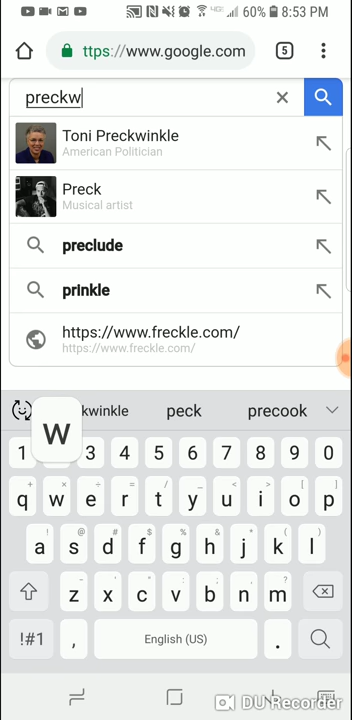 60% 8:53 PM
ttps://www.google.com 5
preckw
Toni Preckwinkle
American Politician
Preck
Musical artist
preclude
prinkle
https://www.freckle.com/
https://www.freckle.com/
kwinkle peck precook
w
1 3 4 5 6 7 8 9 0
+ × ÷ = / _ < > [ ]
q w e r t y u i o p
! @ # $ % ^ & * ( )
a s d f g h j k l
- ' " : ; , ?
z x c v b n m
!#1 , English (US) .
DU Recorder